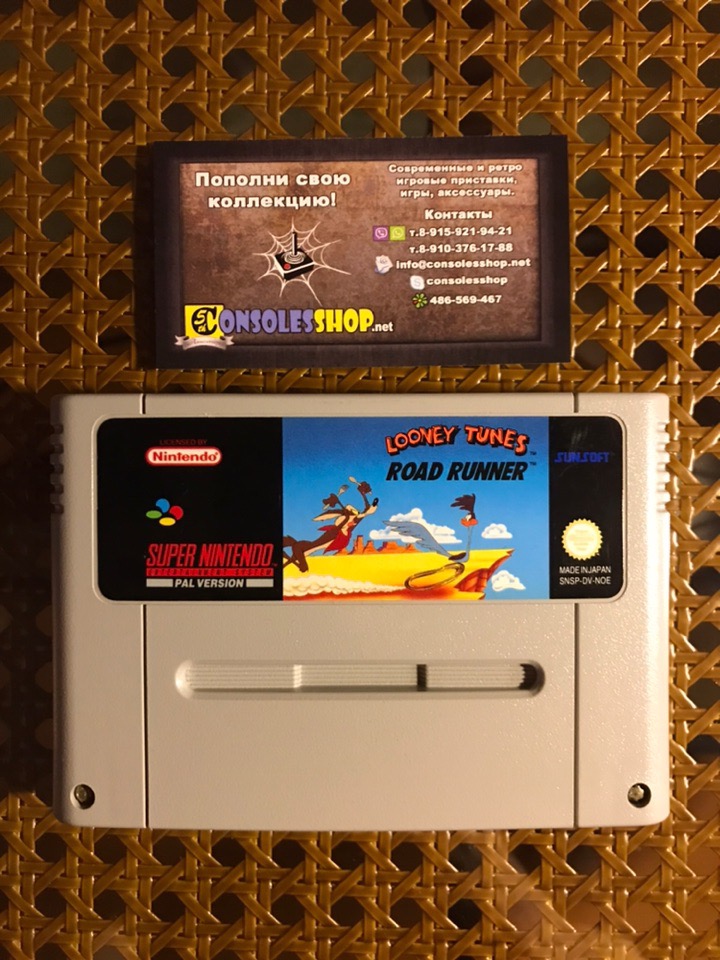 Пополни свою
коллекцию!
Современные и ретро
игровые приставки,
игры, аксессуары.
Контакты
т.8-915-921-94-21
т.8-910-376-17-88
info@consolesshop.net
consolesshop
486-569-467
CONSOLESSHOP.net
LICENSED BY
Nintendo
SUPER NINTENDO
ENTERTAINMENT SYSTEM
PAL VERSION
LOONEY TUNES™
ROAD RUNNER™
SUNSOFT
MADE IN JAPAN
SNSP-DV-NOE